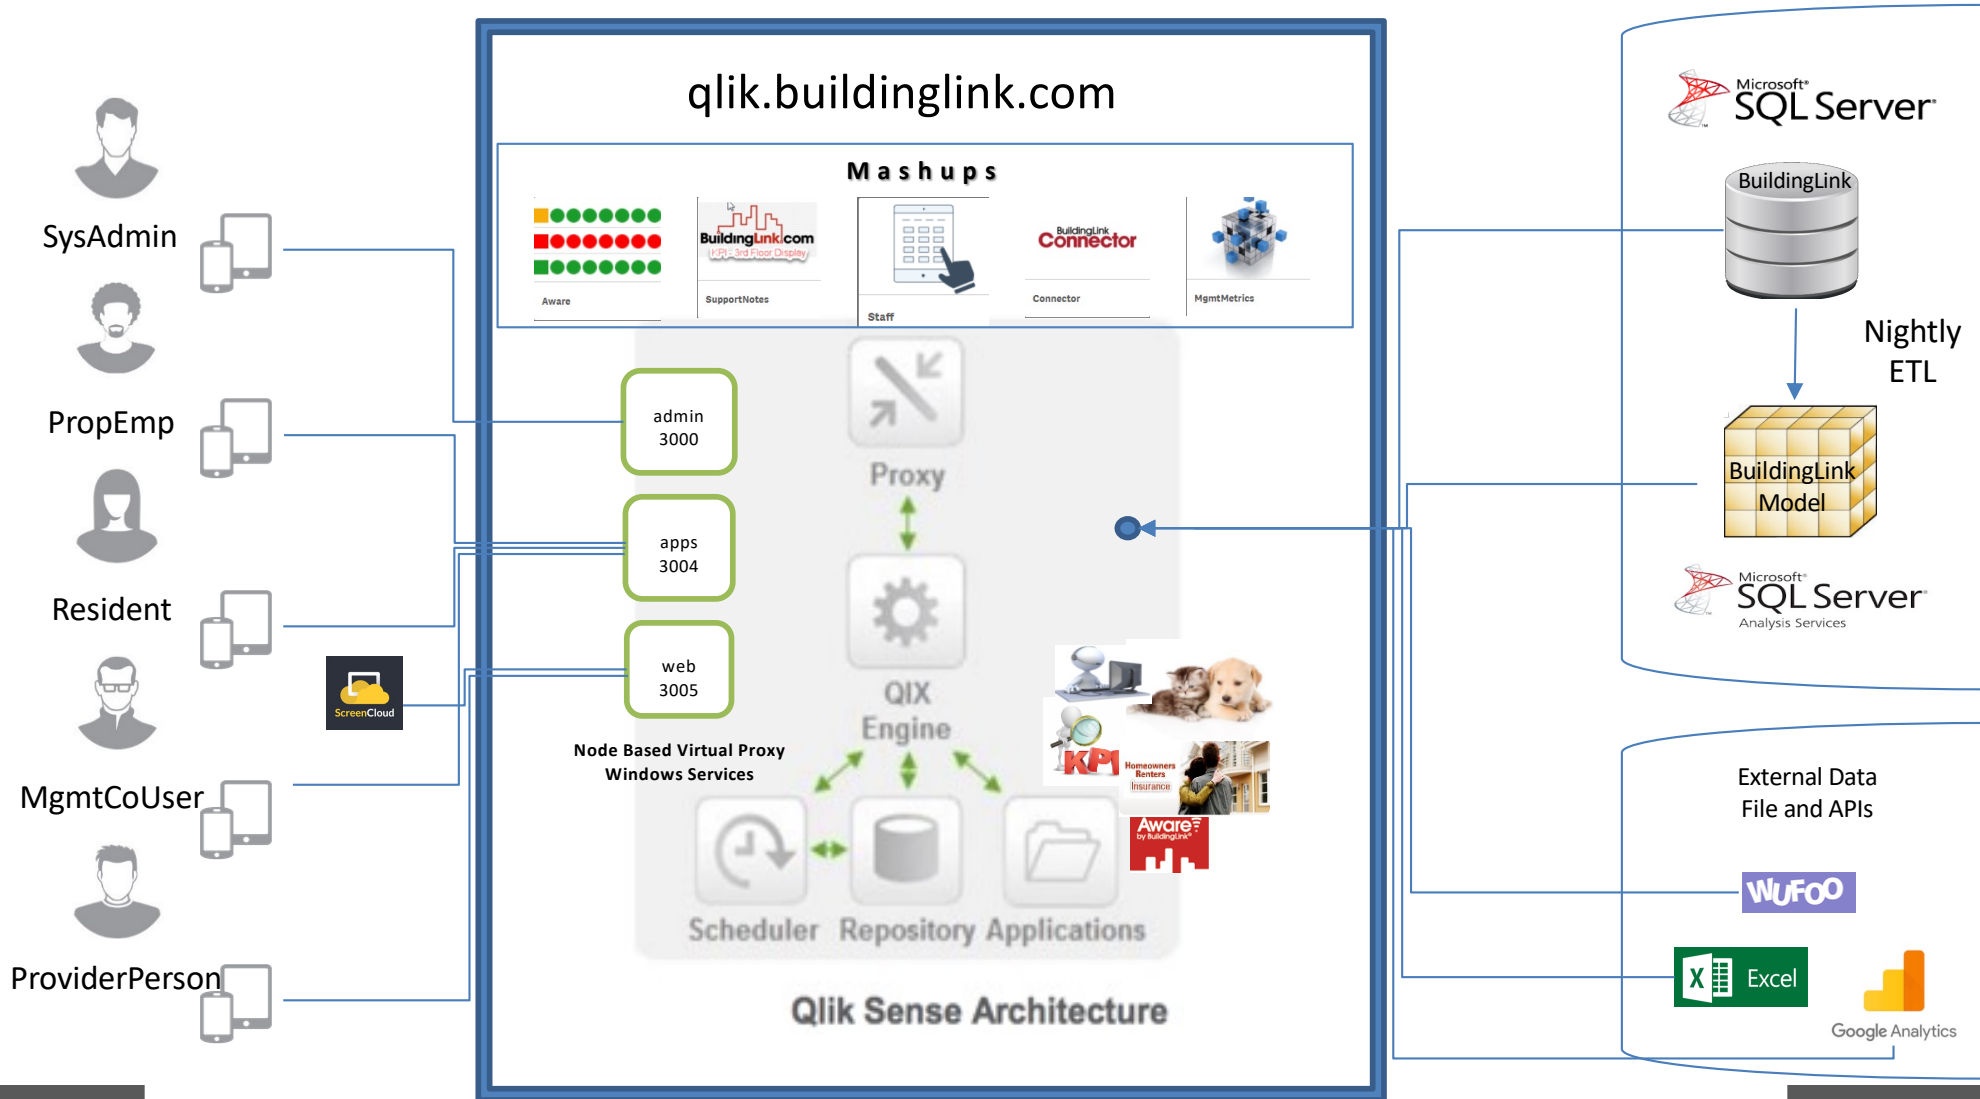 qlik.buildinglink.com
Mashups
BuildingLink.com
KPI - 3rd Floor Display
BuildingLink
Connector
Aware
SupportNotes
Staff
Connector
MgmtMetrics
SysAdmin
PropEmp
Resident
MgmtCoUser
ProviderPerson
ScreenCloud
admin
3000
apps
3004
web
3005
Node Based Virtual Proxy
Windows Services
Proxy
QIX
Engine
Scheduler
Repository
Applications
KPI
Homeowners
Renters
Insurance
Aware
by BuildingLink®
Qlik Sense Architecture
Microsoft®
SQL Server®
BuildingLink
Nightly
ETL
BuildingLink
Model
Microsoft®
SQL Server®
Analysis Services
External Data
File and APIs
WUFOO
X Excel
Google Analytics